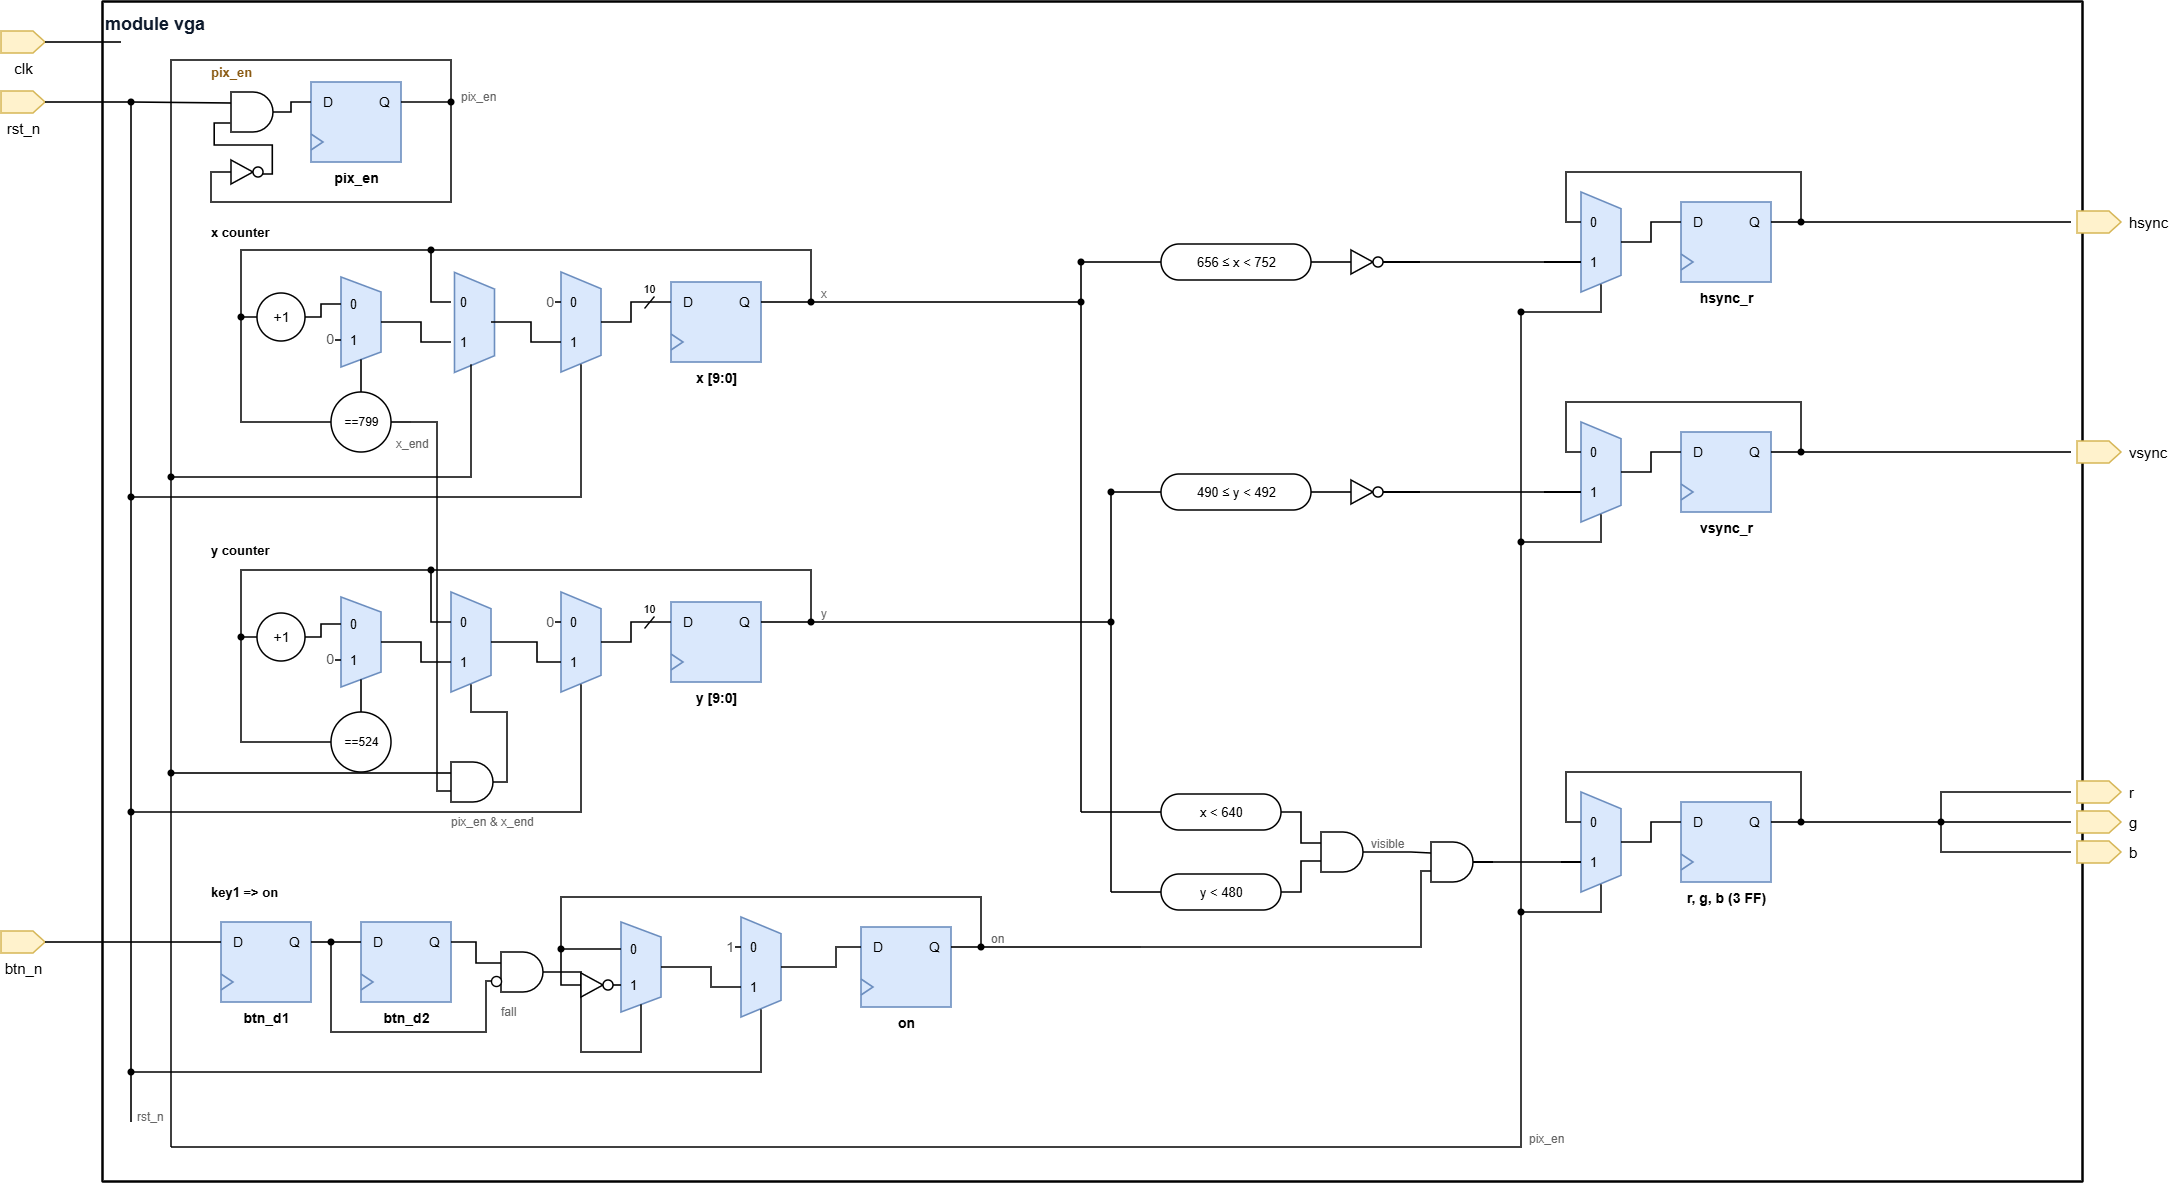 module vga
clk
rst_n
pix_en
D Q
pix_en
pix_en
x counter
+1
0
0
1
==799
x_end
0
1
0
0
1
10
D Q
x [9:0]
x
656 ≤ x < 752
0
1
D Q
hsync_r
hsync
y counter
+1
0
0
1
==524
0
1
0
0
1
10
D Q
y [9:0]
y
pix_en & x_end
490 ≤ y < 492
0
1
D Q
vsync_r
vsync
x < 640
y < 480
visible
0
1
D Q
r, g, b (3 FF)
r
g
b
key1 => on
btn_n
D Q
btn_d1
D Q
btn_d2
fall
0
1
1
0
1
D Q
on
on
rst_n
pix_en